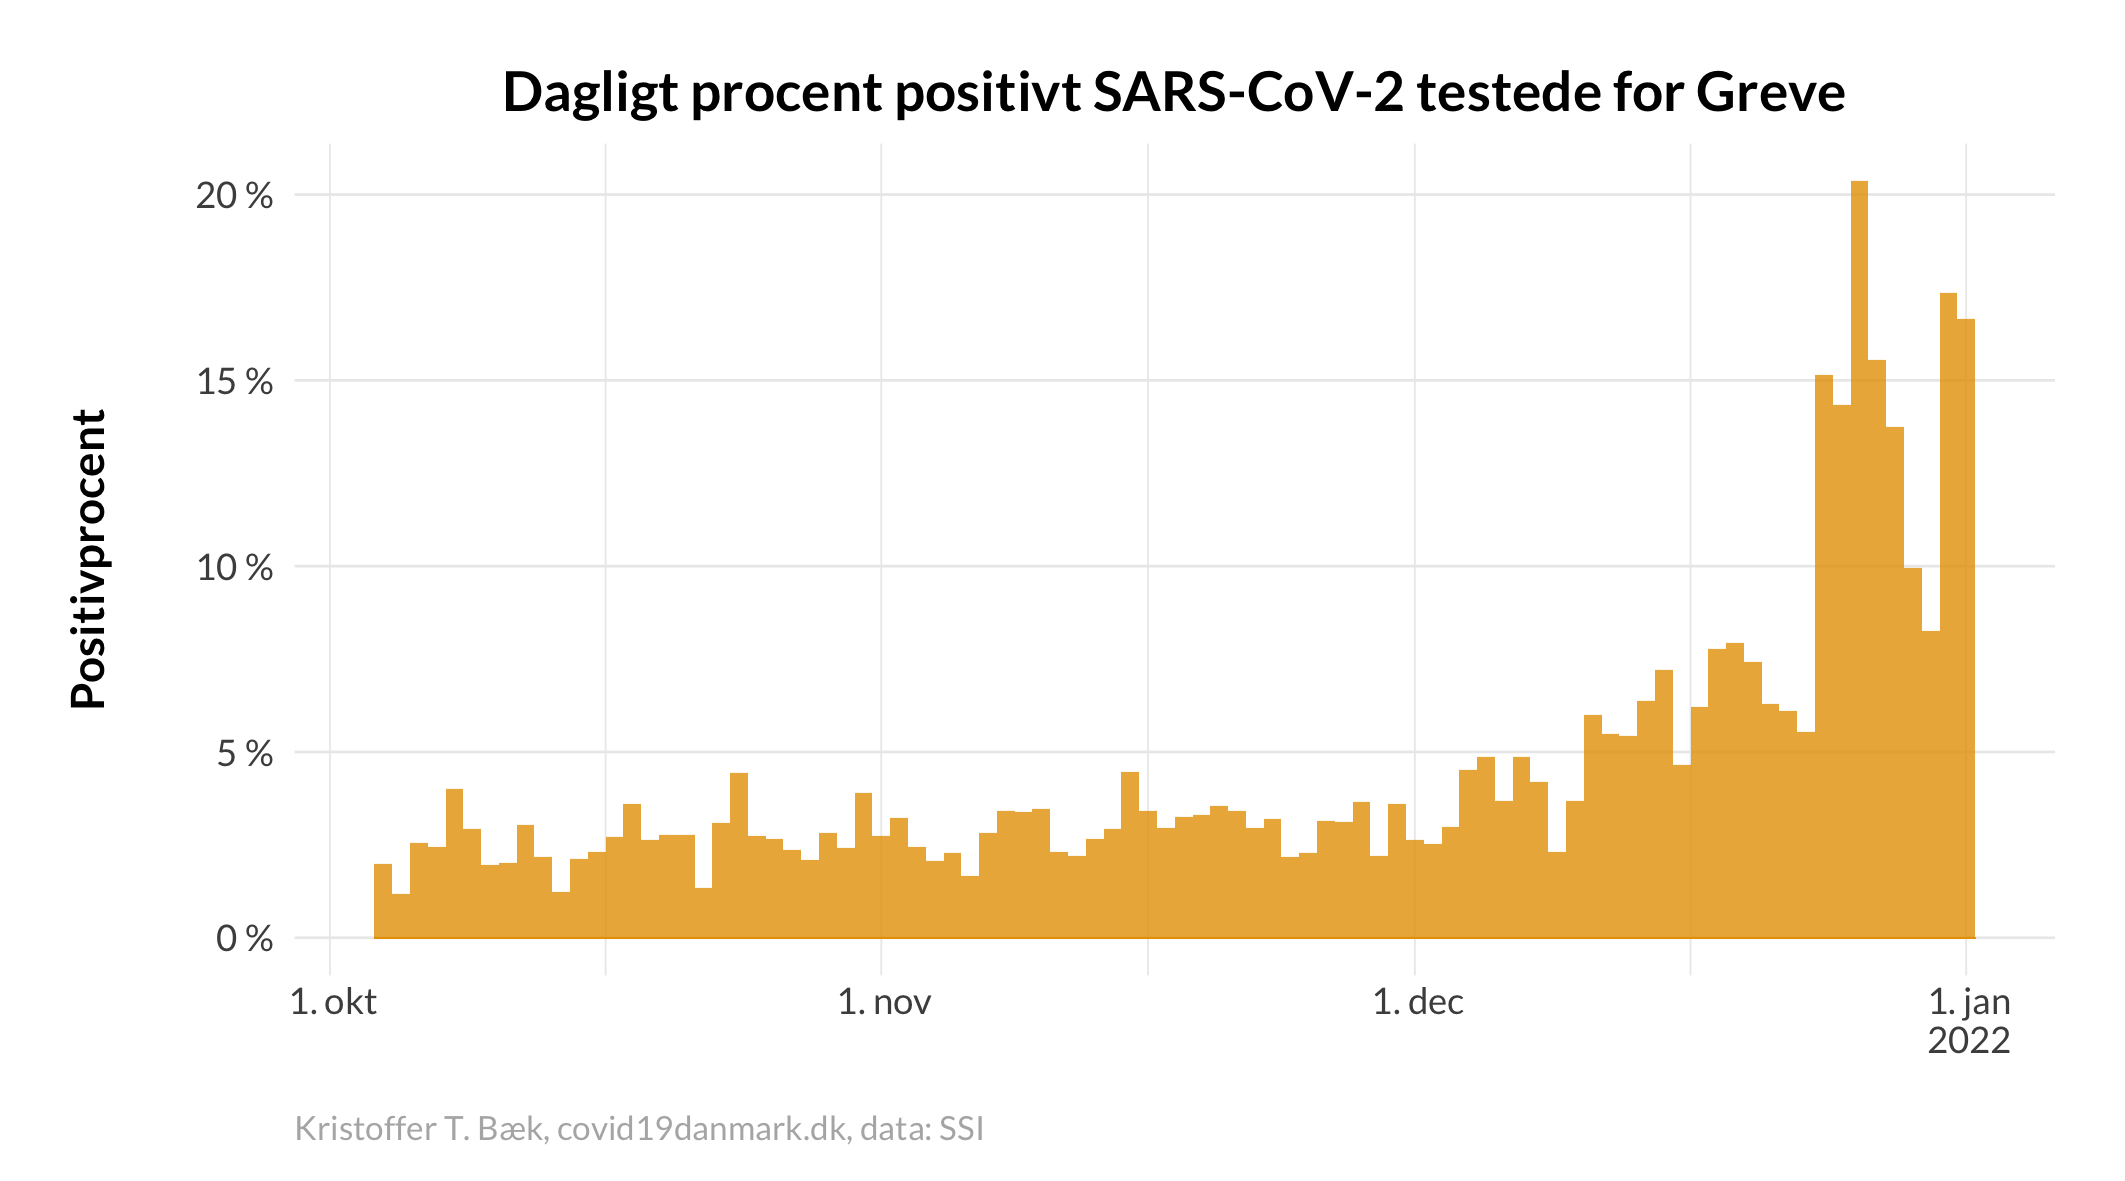 Dagligt procent positivt SARS-CoV-2 testede for Greve
Positivprocent
20 %
15 %
10 %
5 %
0 %
1. okt
1. nov
1. dec
1. jan
2022
Kristoffer T. Bæk, covid19danmark.dk, data: SSI